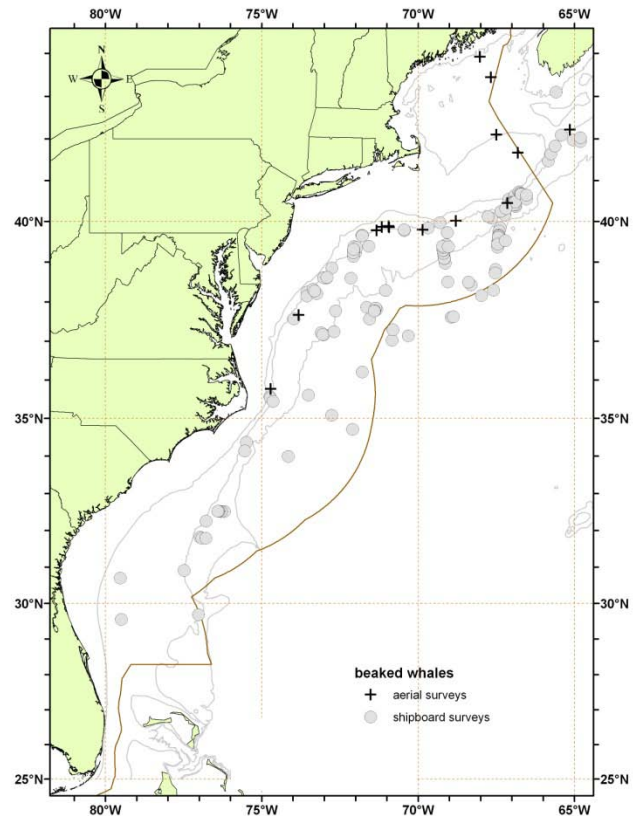 80°W 75°W 70°W 65°W
N
W E
S
40°N 40°N
35°N 35°N
30°N 30°N
beaked whales
aerial surveys
shipboard surveys
25°N 25°N
80°W 75°W 70°W 65°W